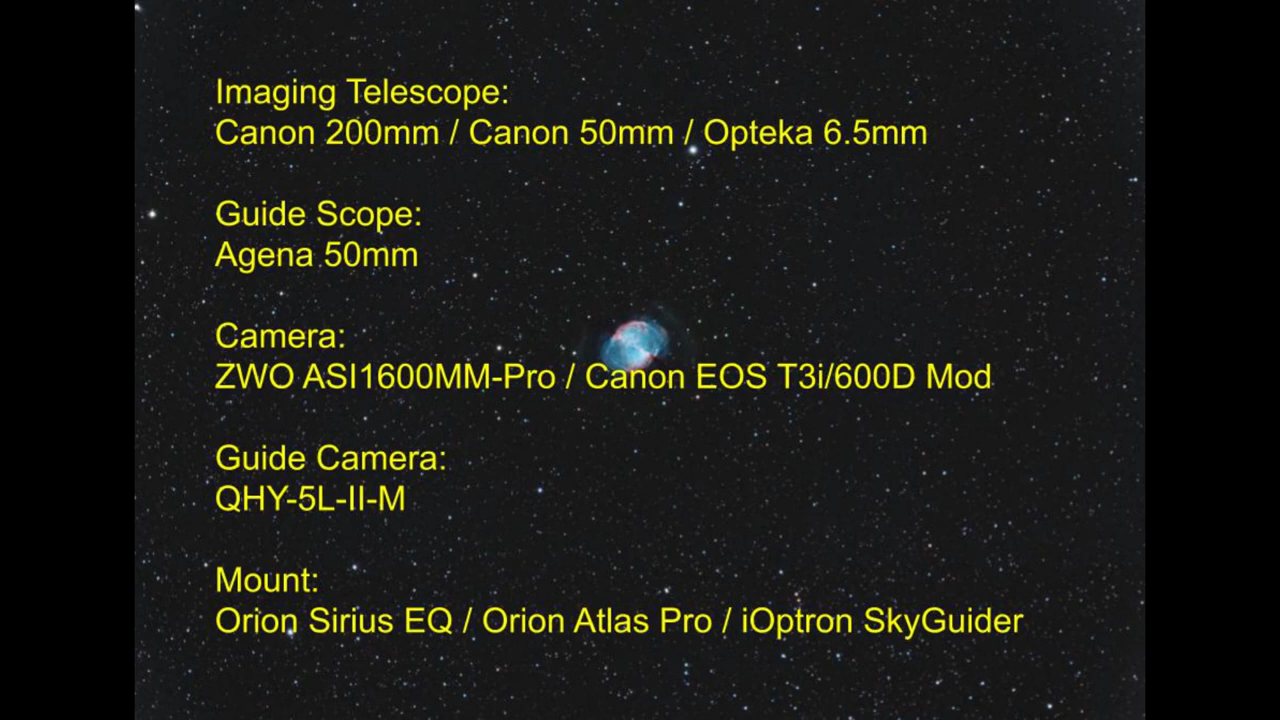 Imaging Telescope:
Canon 200mm / Canon 50mm / Opteka 6.5mm
Guide Scope:
Agena 50mm
Camera:
ZWO ASI1600MM-Pro / Canon EOS T3i/600D Mod
Guide Camera:
QHY-5L-II-M
Mount:
Orion Sirius EQ / Orion Atlas Pro / iOptron SkyGuider